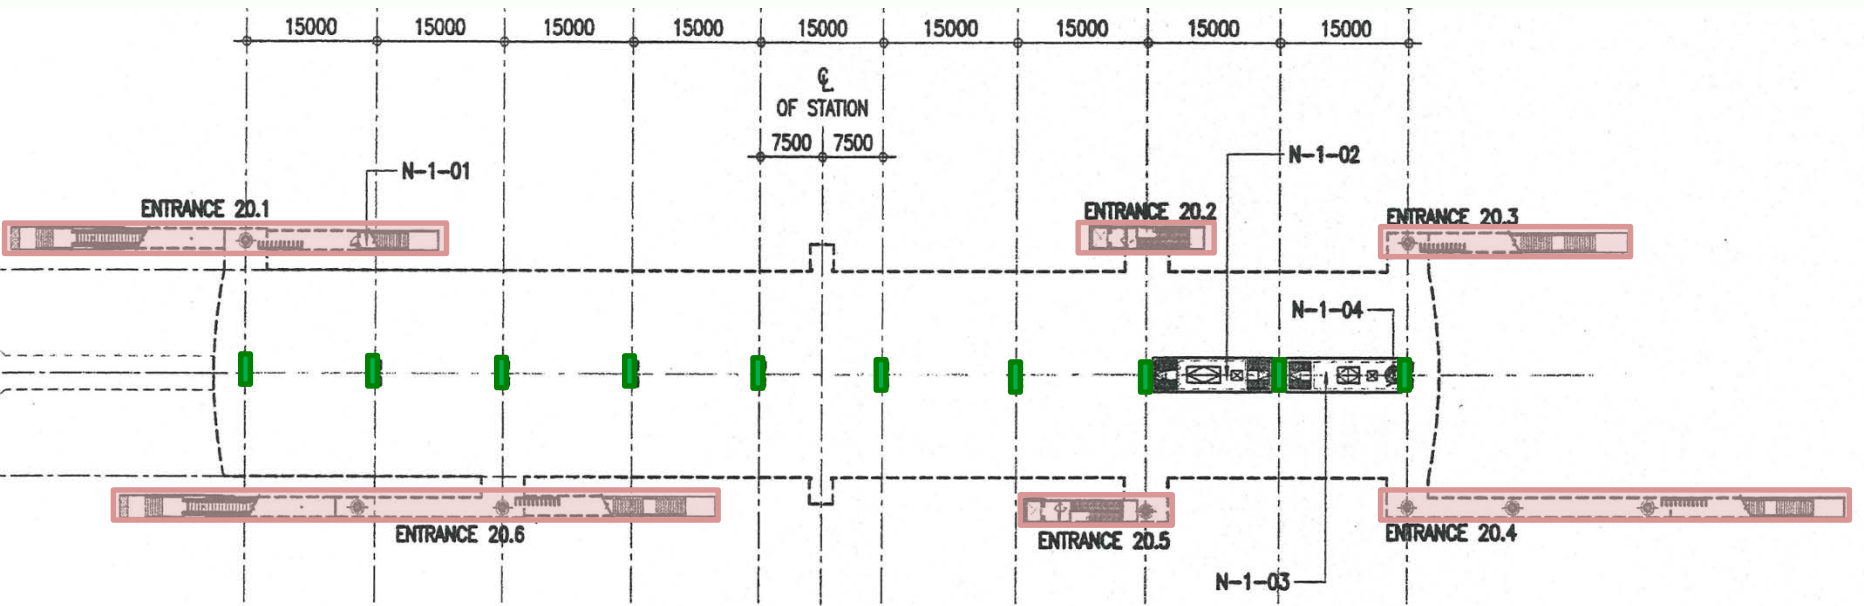 15000 15000 15000 15000 15000 15000 15000 15000 15000
℄
OF STATION
7500 7500
N-1-02
N-1-01
ENTRANCE 20.1
ENTRANCE 20.2
ENTRANCE 20.3
N-1-04
ENTRANCE 20.6
ENTRANCE 20.5
ENTRANCE 20.4
N-1-03